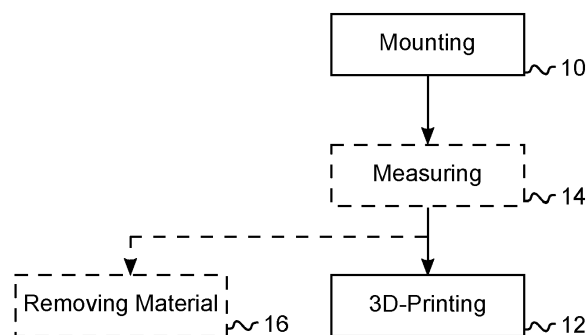 Mounting
10
Measuring
14
Removing Material
16
3D-Printing
12